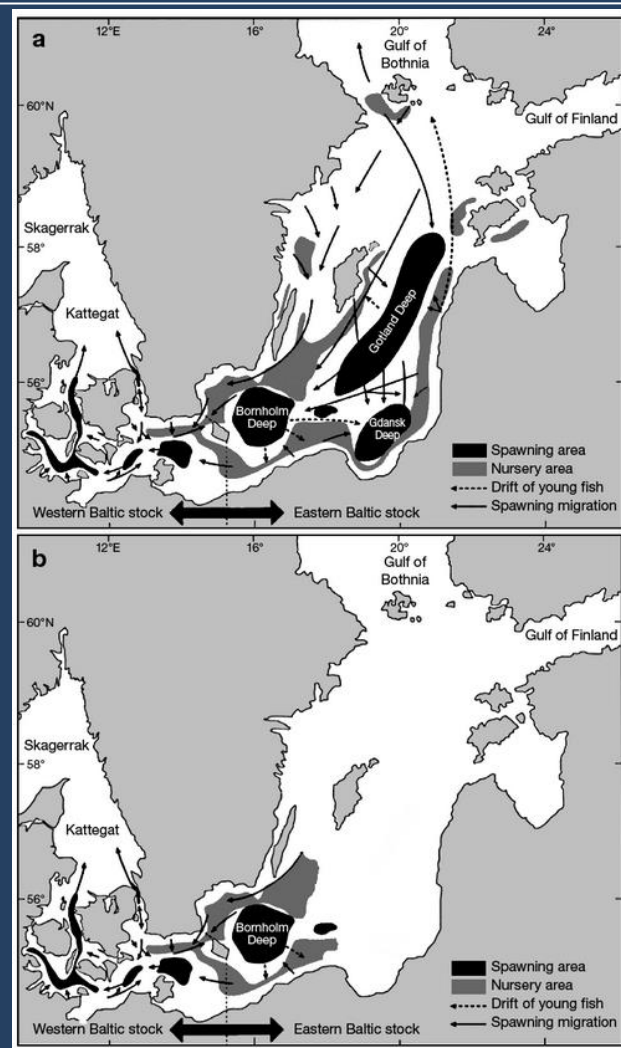 a
12°E
16°
20°
24°
Gulf of
Bothnia
60°N
Gulf of Finland
Skagerrak
58°
Kattegat
Gotland Deep
56°
Bornholm
Deep
Gdansk
Deep
Spawning area
Nursery area
Drift of young fish
Spawning migration
Western Baltic stock
Eastern Baltic stock
b
12°E
16°
20°
24°
Gulf of
Bothnia
60°N
Gulf of Finland
Skagerrak
58°
Kattegat
56°
Bornholm
Deep
Spawning area
Nursery area
Drift of young fish
Spawning migration
Western Baltic stock
Eastern Baltic stock